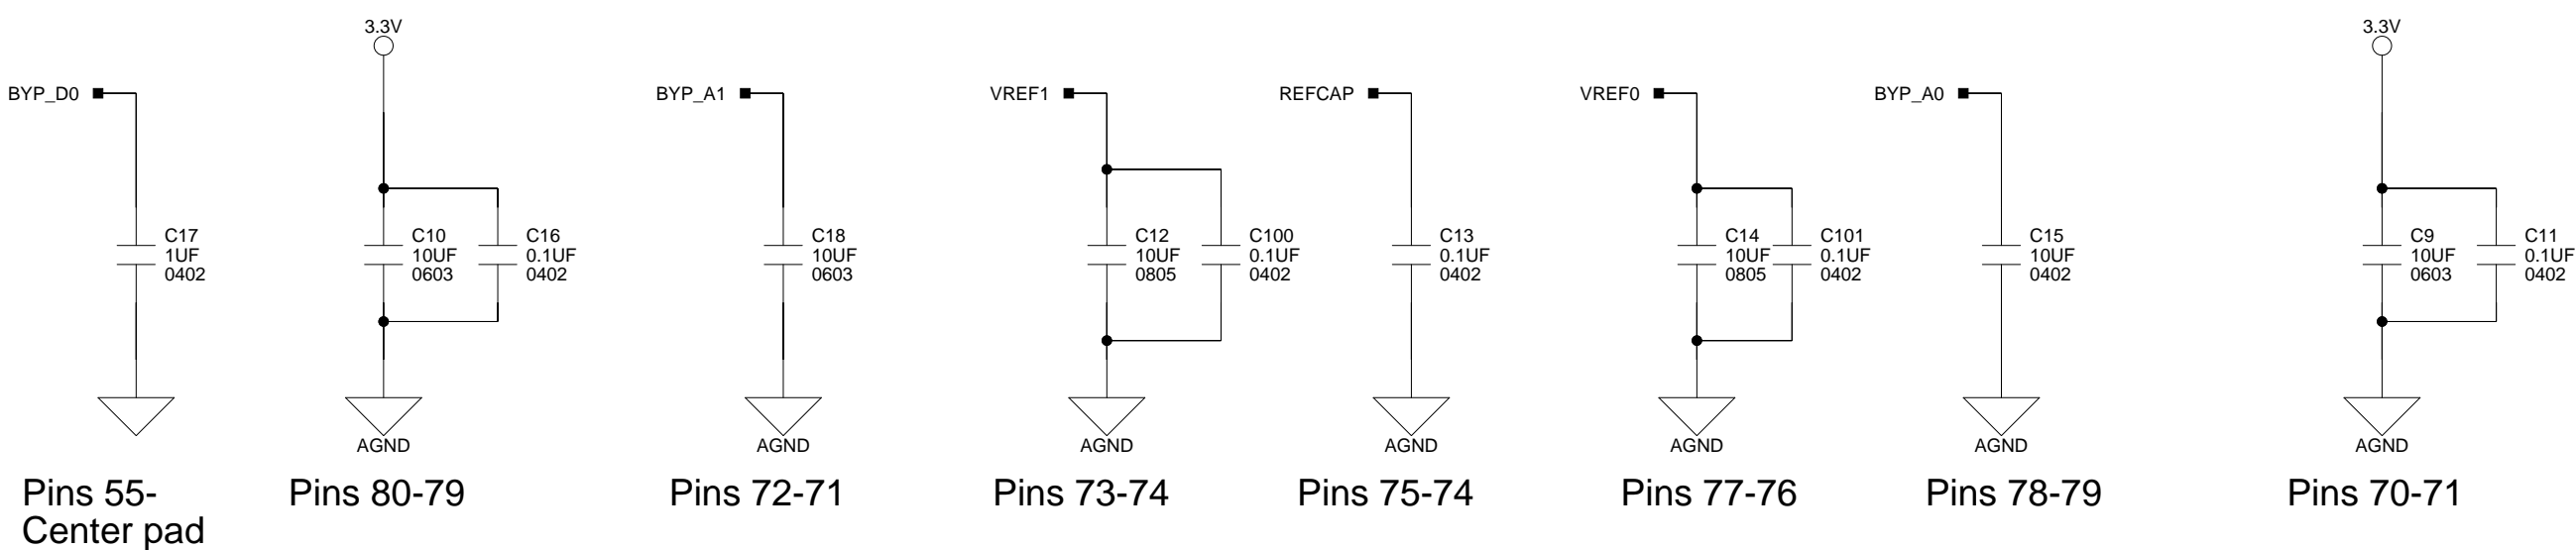 3.3V
3.3V
BYP_D0
BYP_A1
VREF1
REFCAP
VREF0
BYP_A0
C17
1UF
0402
C10
10UF
0603
C16
0.1UF
0402
C18
10UF
0603
C12
10UF
0805
C100
0.1UF
0402
C13
0.1UF
0402
C14
10UF
0805
C101
0.1UF
0402
C15
10UF
0402
C9
10UF
0603
C11
0.1UF
0402
AGND
AGND
AGND
AGND
AGND
AGND
AGND
Pins 55-
Center pad
Pins 80-79
Pins 72-71
Pins 73-74
Pins 75-74
Pins 77-76
Pins 78-79
Pins 70-71